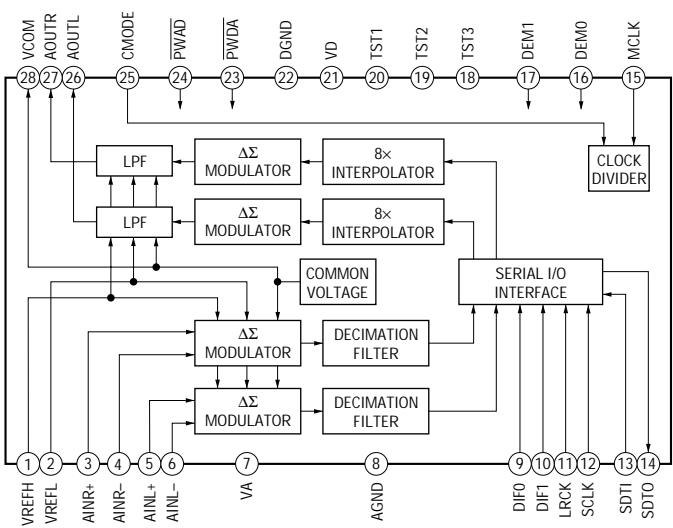 VCOM
AOUTR
AOUTL
CMODE
PWAD
PWDA
DGND
VD
TST1
TST2
TST3
DEM1
DEM0
MCLK
28
27
26
25
24
23
22
21
20
19
18
17
16
15
LPF
ΔΣ
MODULATOR
8×
INTERPOLATOR
CLOCK
DIVIDER
LPF
ΔΣ
MODULATOR
8×
INTERPOLATOR
COMMON
VOLTAGE
SERIAL I/O
INTERFACE
ΔΣ
MODULATOR
DECIMATION
FILTER
ΔΣ
MODULATOR
DECIMATION
FILTER
1
2
3
4
5
6
7
8
9
10
11
12
13
14
VREFH
VREFL
AINR+
AINR−
AINL+
AINL−
VA
AGND
DIF0
DIF1
LRCK
SCLK
SDTI
SDTO